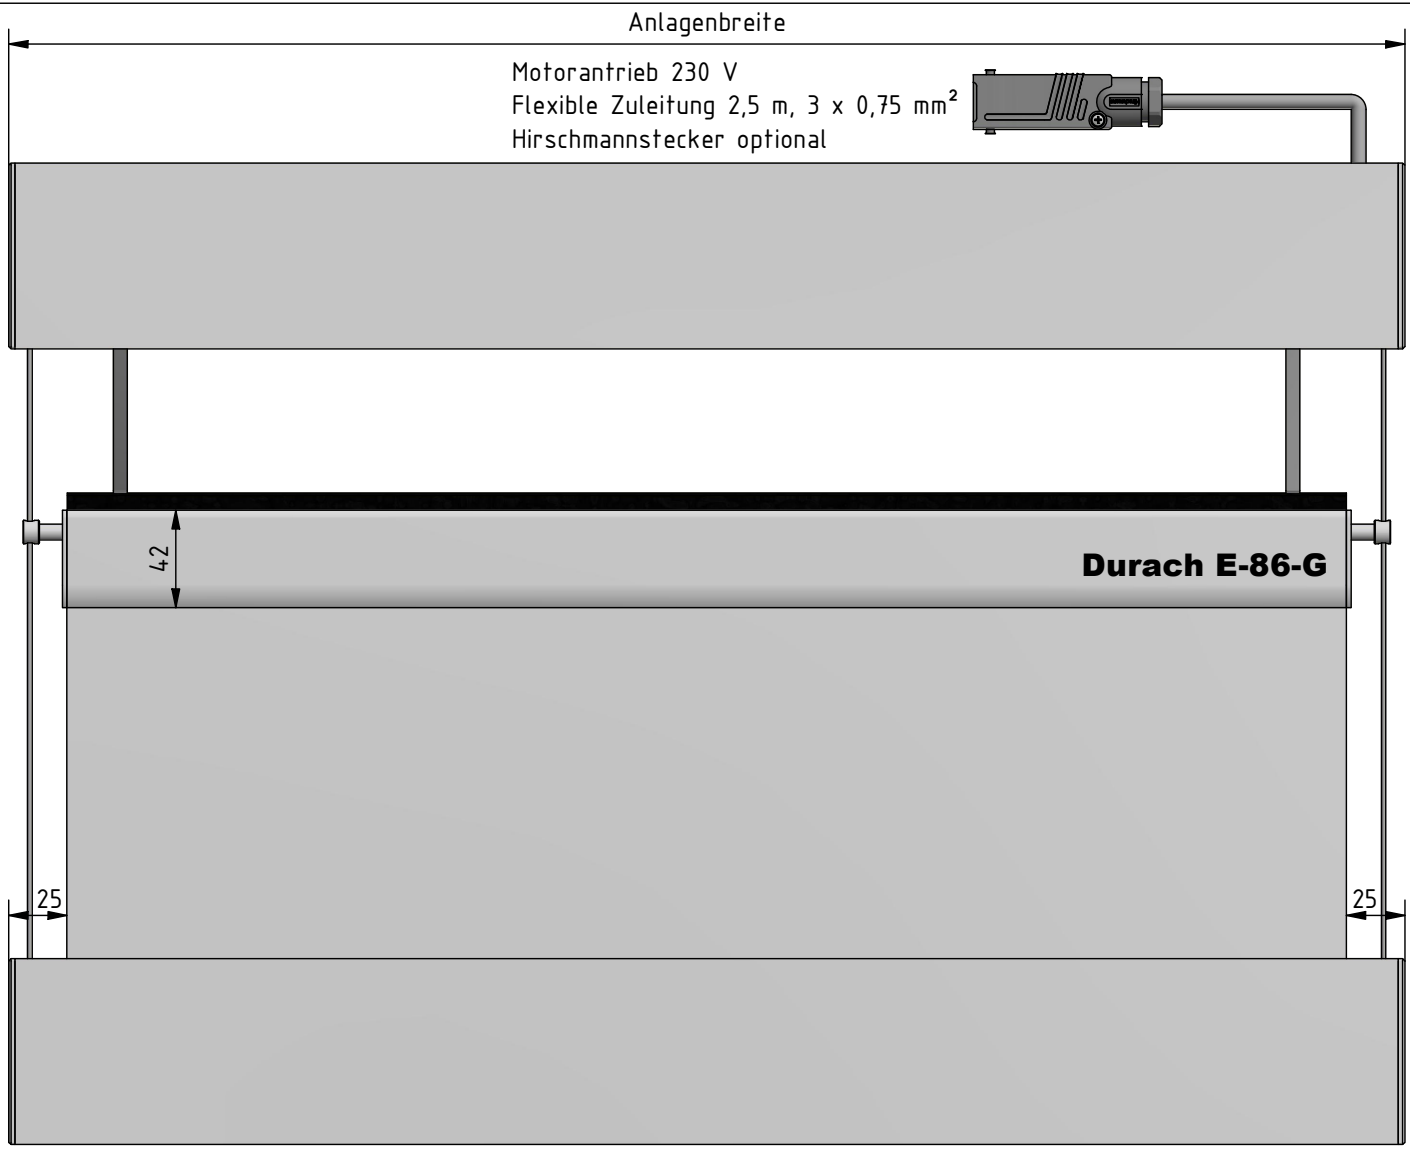 Anlagenbreite
Motorantrieb 230 V
Flexible Zuleitung 2,5 m, 3 x 0,75 mm²
Hirschmannstecker optional
42
Durach E-86-G
25
25